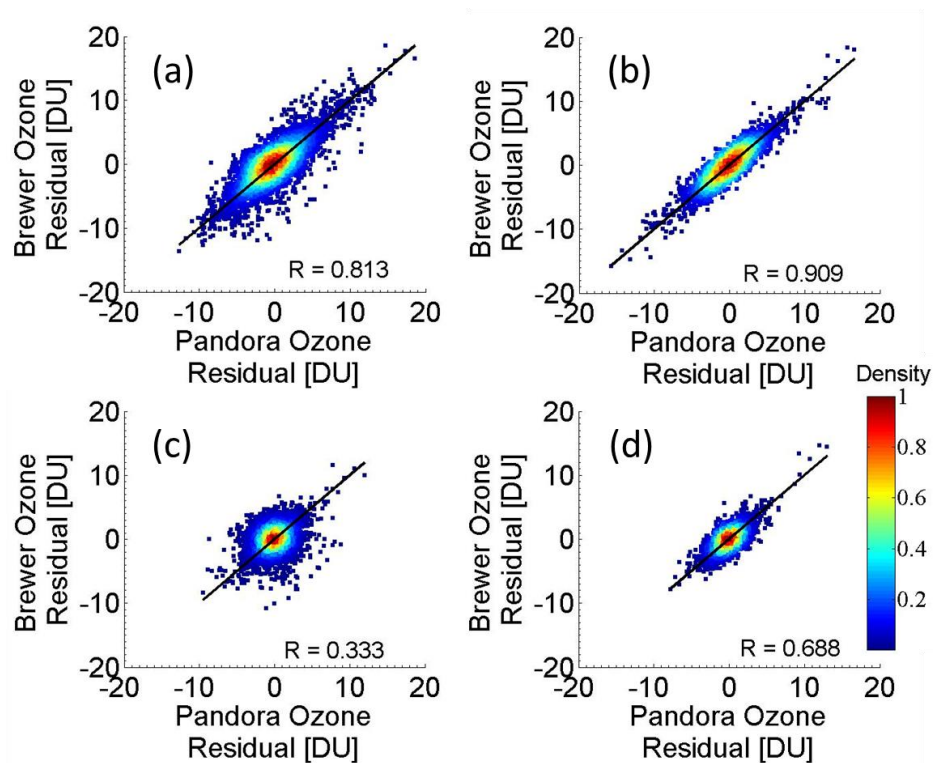 20
10
0
-10
-20
Brewer Ozone
Residual [DU]
(a)
R = 0.813
-20 -10 0 10 20
Pandora Ozone
Residual [DU]
20
10
0
-10
-20
Brewer Ozone
Residual [DU]
(b)
R = 0.909
-20 -10 0 10 20
Pandora Ozone
Residual [DU]
20
10
0
-10
-20
Brewer Ozone
Residual [DU]
(c)
R = 0.333
-20 -10 0 10 20
Pandora Ozone
Residual [DU]
20
10
0
-10
-20
Brewer Ozone
Residual [DU]
(d)
R = 0.688
-20 -10 0 10 20
Pandora Ozone
Residual [DU]
Density
1
0.8
0.6
0.4
0.2